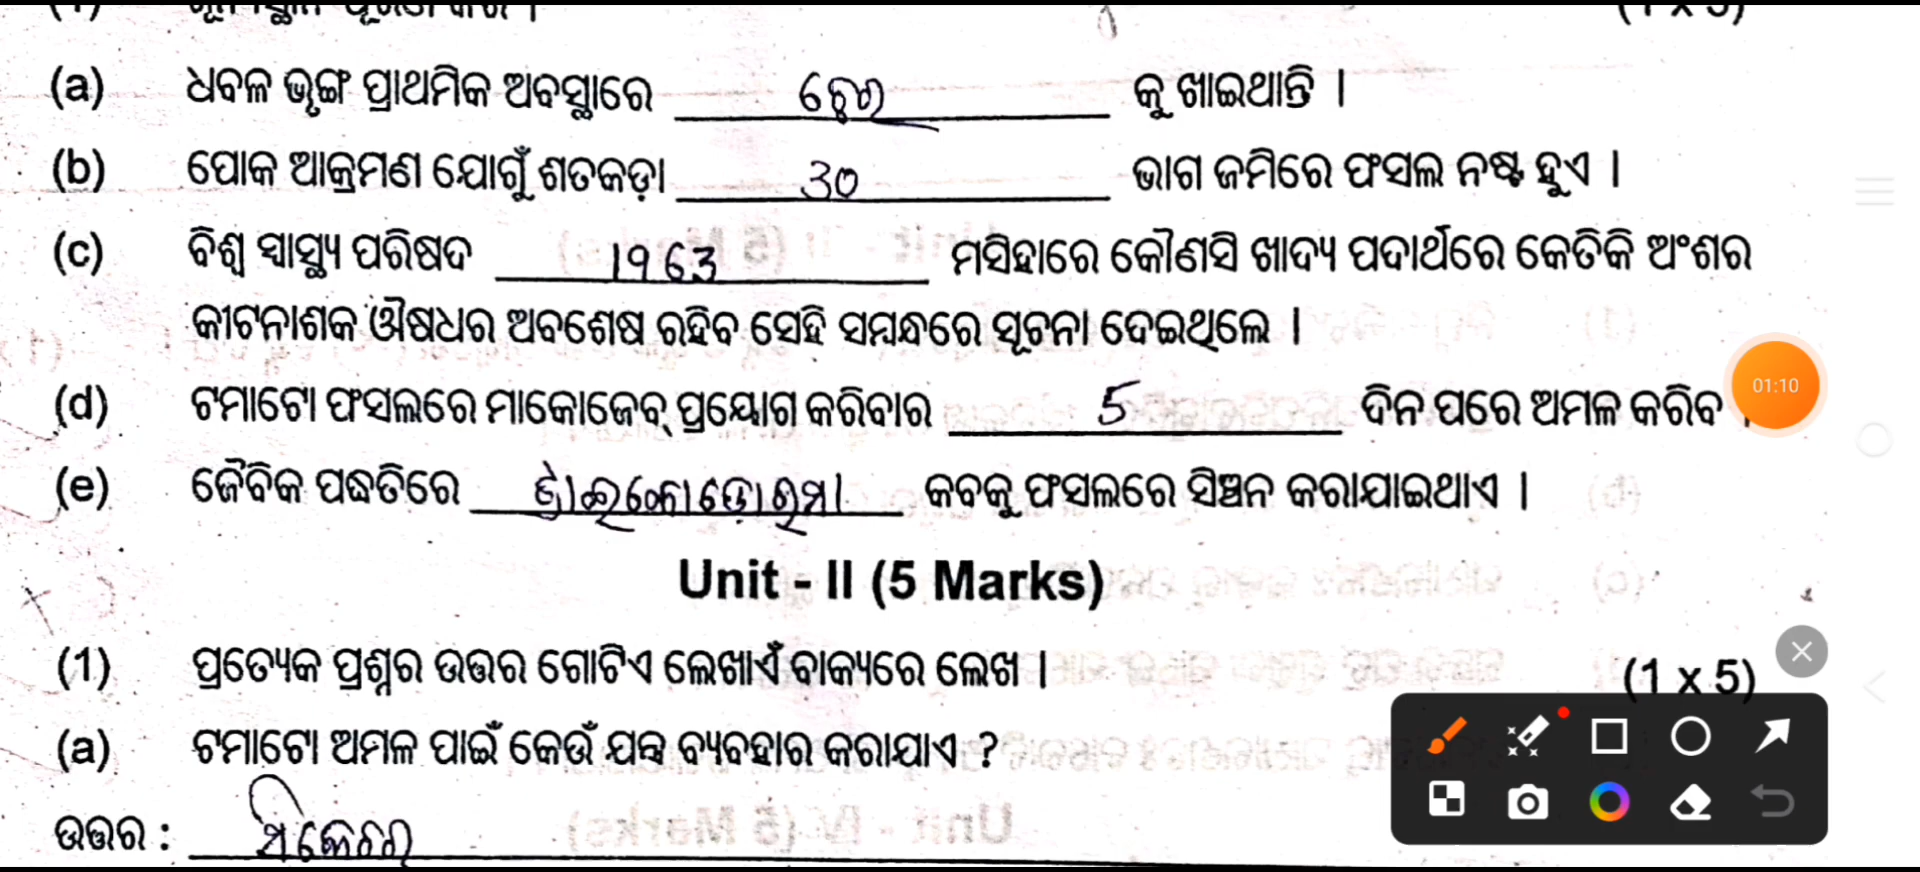 (a) ଧବଳ ଭୃଙ୍ଗ ପ୍ରାଥମିକ ଅବସ୍ଥାରେ ଚେର କୁ ଖାଇଥାନ୍ତି ।
(b) ପୋକ ଆକ୍ରମଣ ଯୋଗୁଁ ଶତକଡ଼ା 30 ଭାଗ ଜମିରେ ଫସଲ ନଷ୍ଟ ହୁଏ ।
(c) ବିଶ୍ୱ ସ୍ୱାସ୍ଥ୍ୟ ପରିଷଦ 1963 ମସିହାରେ କୌଣସି ଖାଦ୍ୟ ପଦାର୍ଥରେ କେତିକି ଅଂଶର
କୀଟନାଶକ ଔଷଧର ଅବଶେଷ ରହିବ ସେହି ସମ୍ବନ୍ଧରେ ସୂଚନା ଦେଇଥିଲେ ।
(d) ଟମାଟୋ ଫସଲରେ ମାକୋଜେବ୍ ପ୍ରୟୋଗ କରିବାର 5 ଦିନ ପରେ ଅମଳ କରିବ
01:10
(e) ଜୈବିକ ପଦ୍ଧତିରେ ଟ୍ରାଇକୋଡୋରମା କବକୁ ଫସଲରେ ସିଞ୍ଚନ କରାଯାଇଥାଏ ।
Unit - II (5 Marks)
(1) ପ୍ରତ୍ୟେକ ପ୍ରଶ୍ନର ଉତ୍ତର ଗୋଟିଏ ଲେଖାଏଁ ବାକ୍ୟରେ ଲେଖ । (1 x 5)
(a) ଟମାଟୋ ଅମଳ ପାଇଁ କେଉଁ ଯନ୍ତ୍ର ବ୍ୟବହାର କରାଯାଏ ?
ଉତ୍ତର : ସିକେଟର